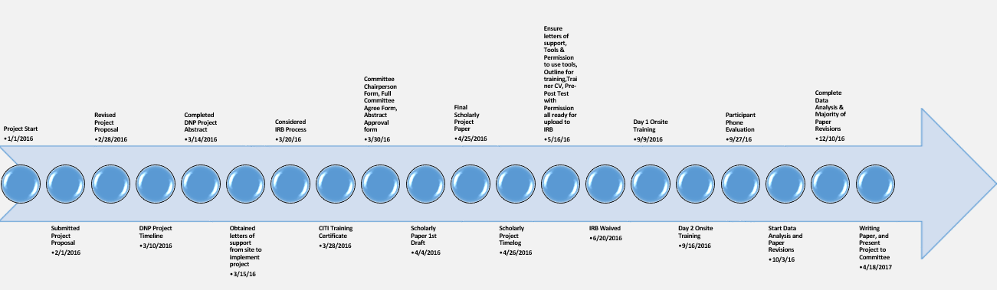 Project Start
•1/1/2016
Submitted
Project
Proposal
•2/1/2016
Revised
Project
Proposal
•2/28/2016
DNP Project
Timeline
•3/10/2016
Completed
DNP Project
Abstract
•3/14/2016
Obtained
letters of
support
from site to
implement
project
•3/15/16
Considered
IRB Process
•3/20/16
CITI Training
Certificate
•3/28/2016
Committee
Chairperson
Form, Full
Committee
Agree Form,
Abstract
Approval
form
•3/30/16
Scholarly
Paper 1st
Draft
•4/4/2016
Final
Scholarly
Project
Paper
•4/25/2016
Scholarly
Project
Timelog
•4/26/2016
Ensure
letters of
support,
Tools &
Permission
to use tools,
Outline for
training,Trai
ner CV, Pre-
Post Test
with
Permission
all ready for
upload to
IRB
•5/16/16
IRB Waived
•6/20/2016
Day 1 Onsite
Training
•9/9/2016
Day 2 Onsite
Training
•9/16/2016
Participant
Phone
Evaluation
•9/27/16
Start Data
Analysis and
Paper
Revisions
•10/3/16
Complete
Data
Analysis &
Majority of
Paper
Revisions
•12/10/16
Writing
Paper, and
Present
Project to
Committee
•4/18/2017